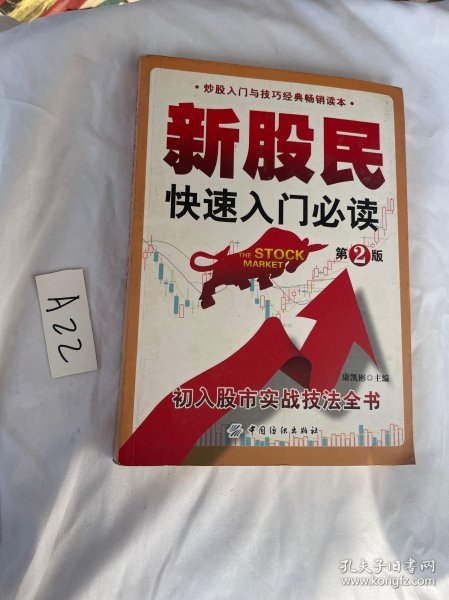 • 炒股入门与技巧经典畅销读本 •
新股民
快速入门必读
THE STOCK
MARKET
第2版
康凯彬 主编
初入股市实战技法全书
中国纺织出版社
A22
孔夫子旧书网
www.kongfz.com